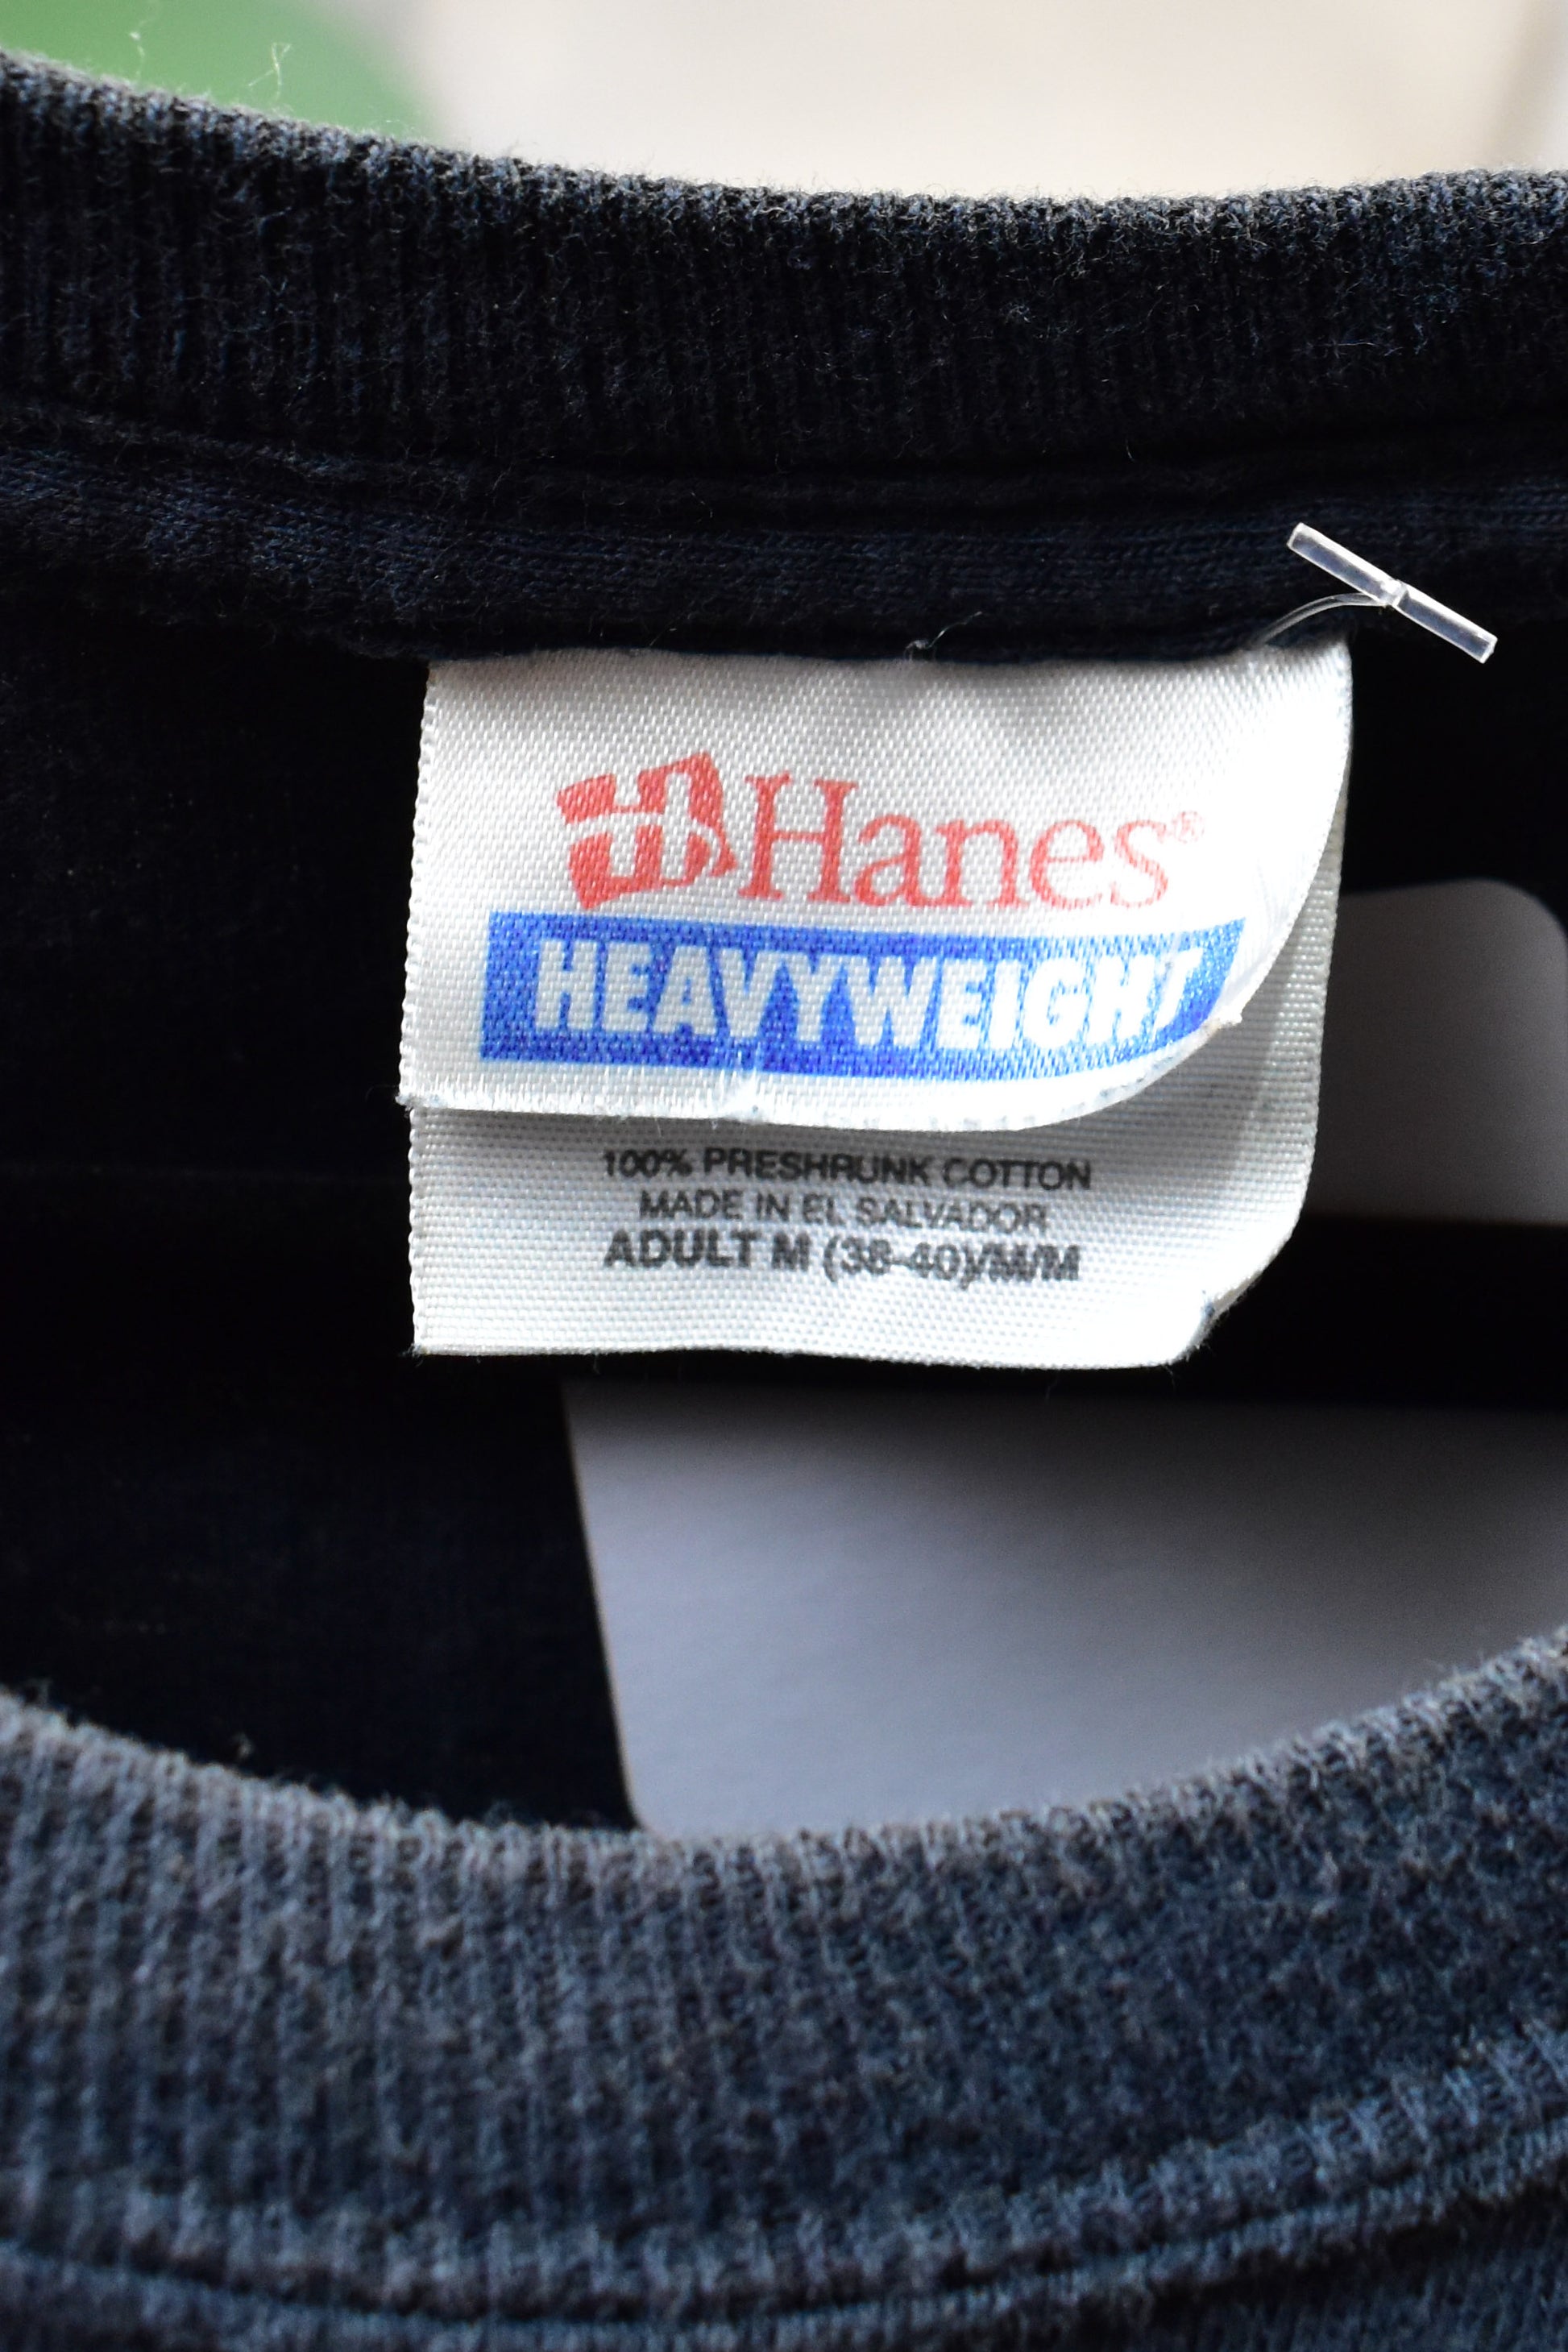 Hanes®
HEAVYWEIGHT
100% PRESHRUNK COTTON
MADE IN EL SALVADOR
ADULT M (38-40)/M/M